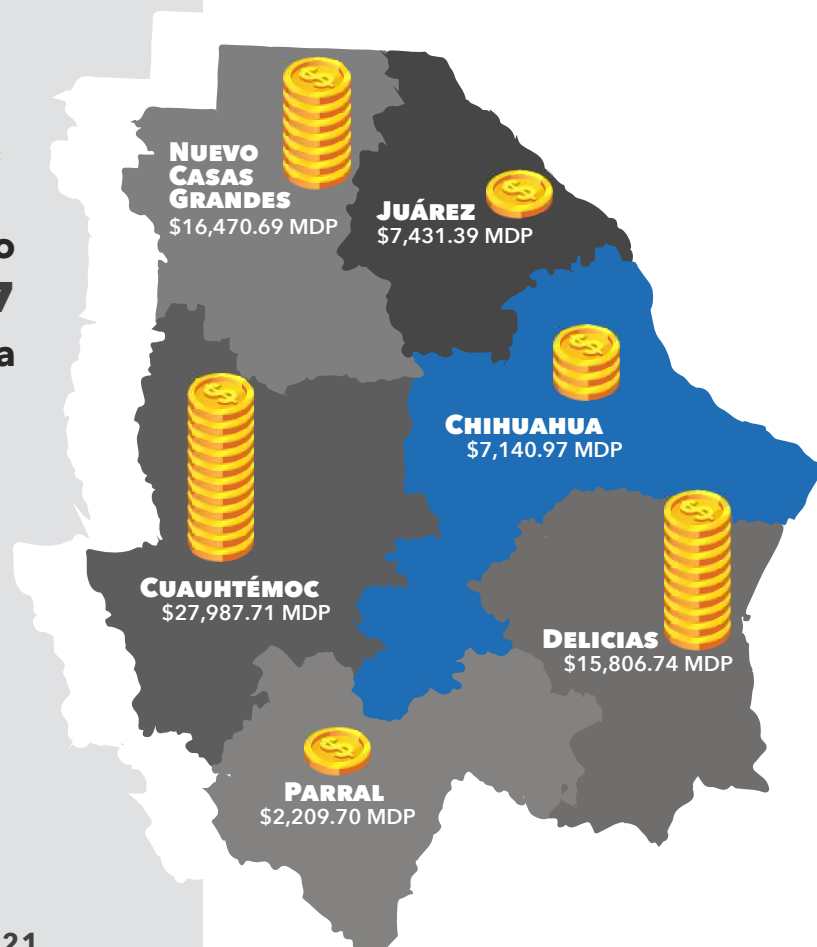 o
7
a
NUEVO
CASAS
GRANDES
$16,470.69 MDP
JUÁREZ
$7,431.39 MDP
CHIHUAHUA
$7,140.97 MDP
CUAUHTÉMOC
$27,987.71 MDP
DELICIAS
$15,806.74 MDP
PARRAL
$2,209.70 MDP
21